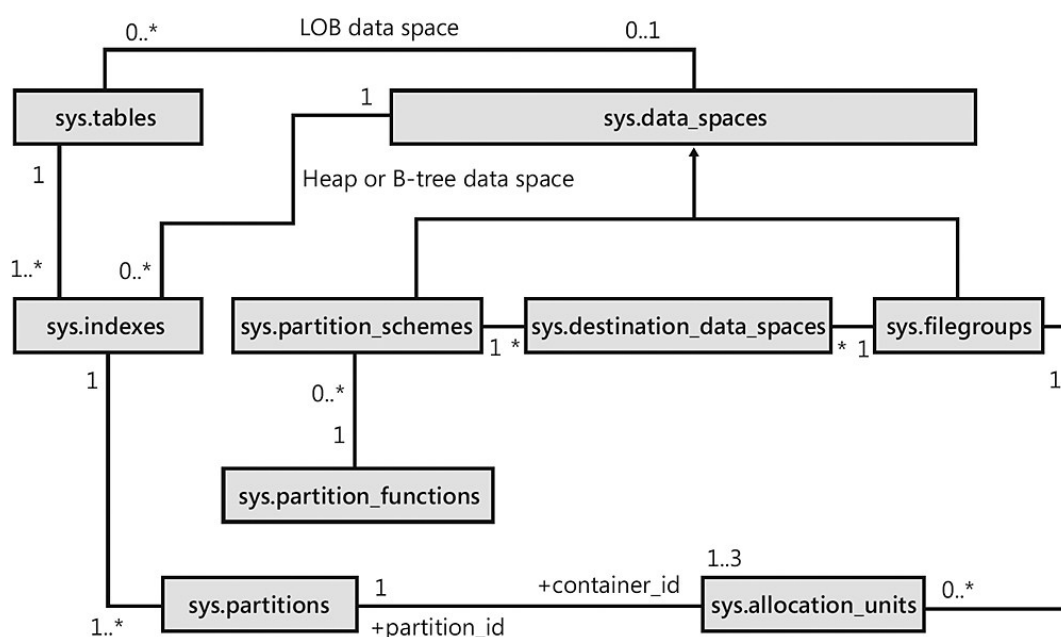 0..* LOB data space 0..1
sys.tables 1 sys.data_spaces
1 Heap or B-tree data space
1..* 0..*
sys.indexes sys.partition_schemes sys.destination_data_spaces sys.filegroups
1 * * 1
1 0..* 1
1
sys.partition_functions
1..3
1 +container_id 0..*
sys.partitions sys.allocation_units
1..* +partition_id